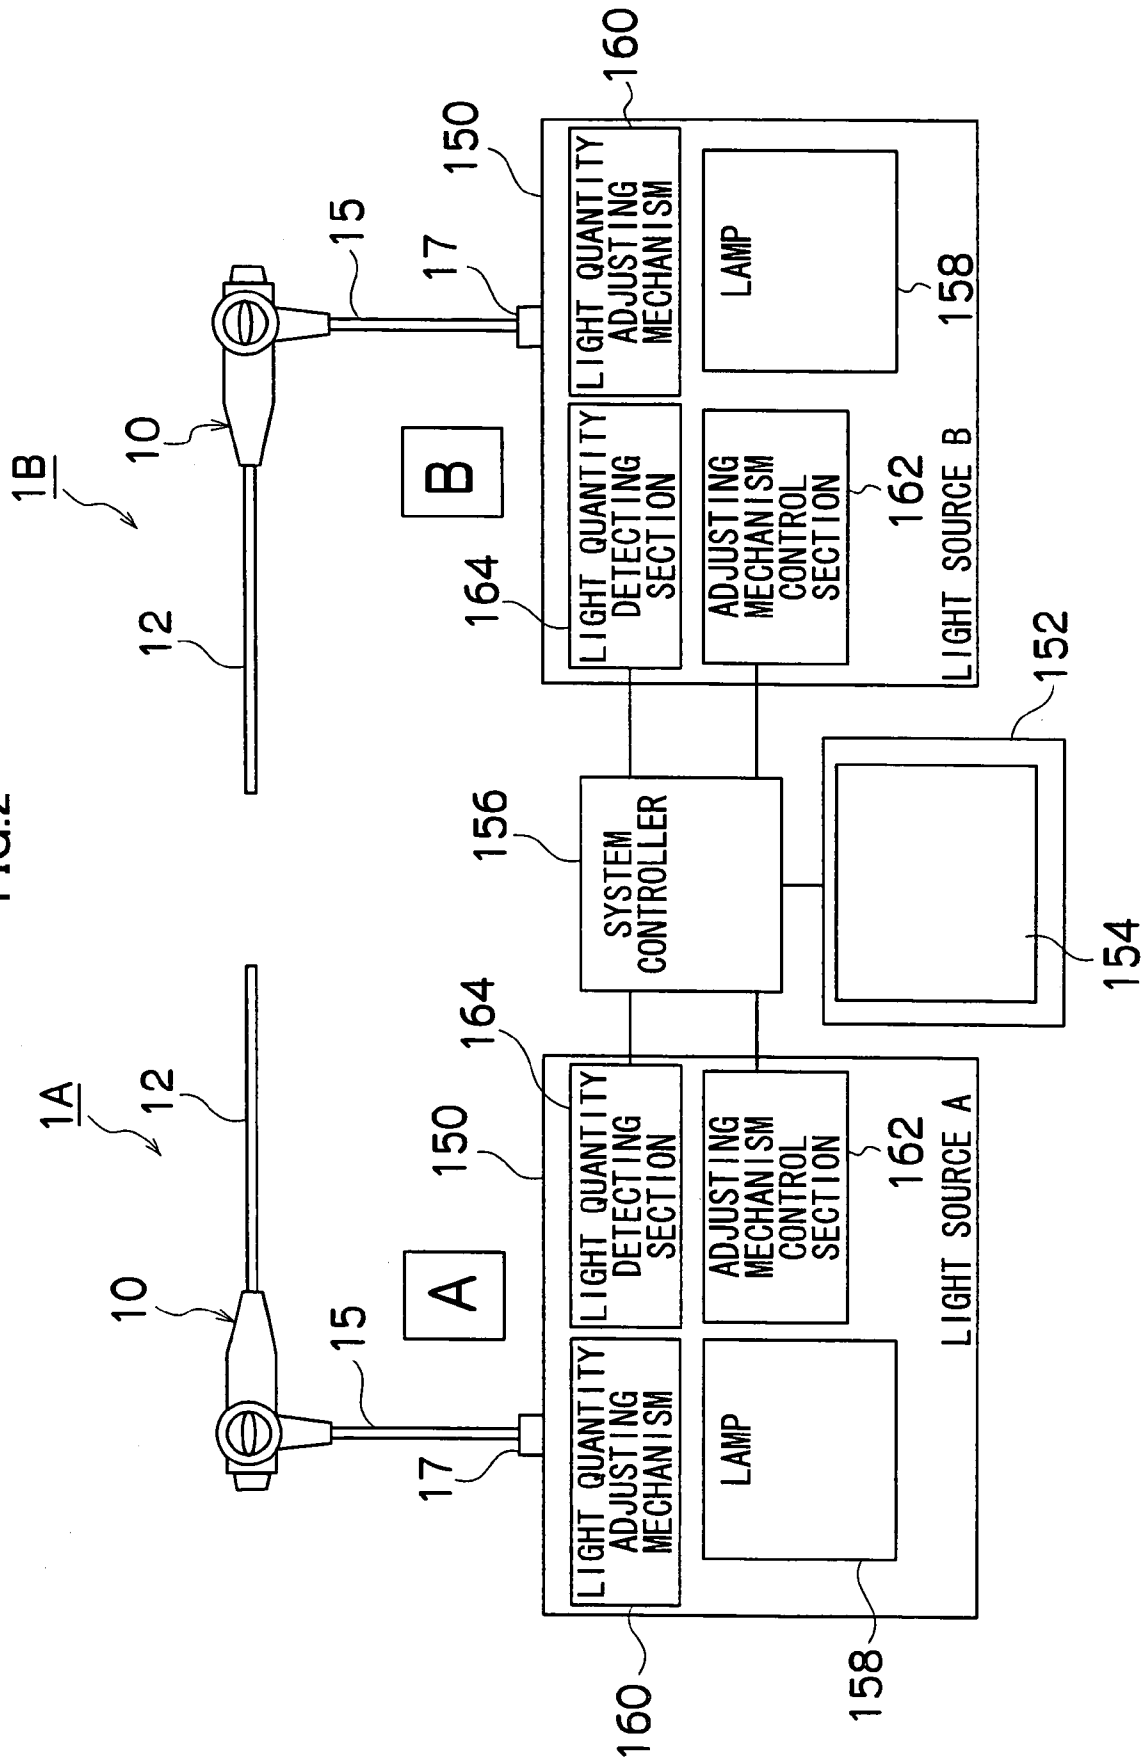 FIG.2
1A
1B
10
12
12
10
15
A
B
15
17
150
164
156
164
17
150
160
LIGHT QUANTITY
ADJUSTING
MECHANISM
LIGHT QUANTITY
DETECTING
SECTION
SYSTEM
CONTROLLER
LIGHT QUANTITY
DETECTING
SECTION
LIGHT QUANTITY
ADJUSTING
MECHANISM
160
LAMP
ADJUSTING
MECHANISM
CONTROL
SECTION
ADJUSTING
MECHANISM
CONTROL
SECTION
LAMP
158
162
162
158
LIGHT SOURCE A
LIGHT SOURCE B
152
154